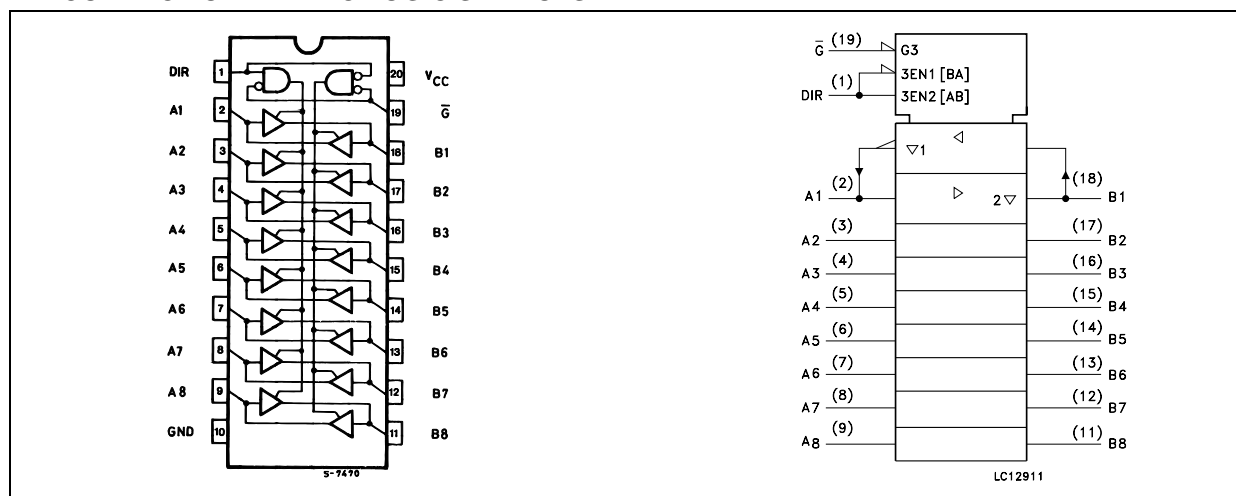 DIR 1 20 VCC
A1 2 19 G̅
A2 3 18 B1
A3 4 17 B2
A4 5 16 B3
A5 6 15 B4
A6 7 14 B5
A7 8 13 B6
A8 9 12 B7
GND 10 11 B8
S-7470
G̅ (19) G3
3EN1 [BA]
DIR (1) 3EN2 [AB]
1
A1 (2) 2 (18) B1
A2 (3) (17) B2
A3 (4) (16) B3
A4 (5) (15) B4
A5 (6) (14) B5
A6 (7) (13) B6
A7 (8) (12) B7
A8 (9) (11) B8
LC12911